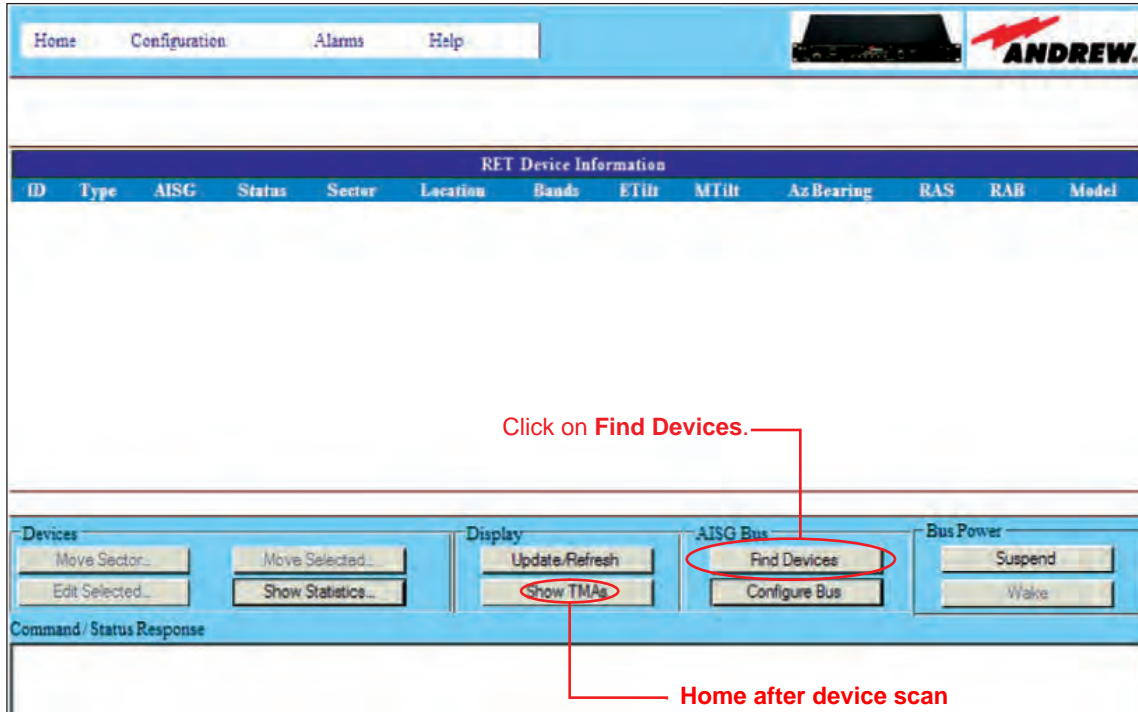 Home Configuration Alarms Help
ANDREW.
RET Device Information
ID Type AISG Status Sector Location Bands ETilt MTilt AzBearing RAS RAB Model
Click on Find Devices.
Devices
Display
AISG Bus
Bus Power
Move Sector... Move Selected... Update/Refresh Find Devices Suspend
Edit Selected... Show Statistics... Show TMAs Configure Bus Wake
Command / Status Response
Home after device scan